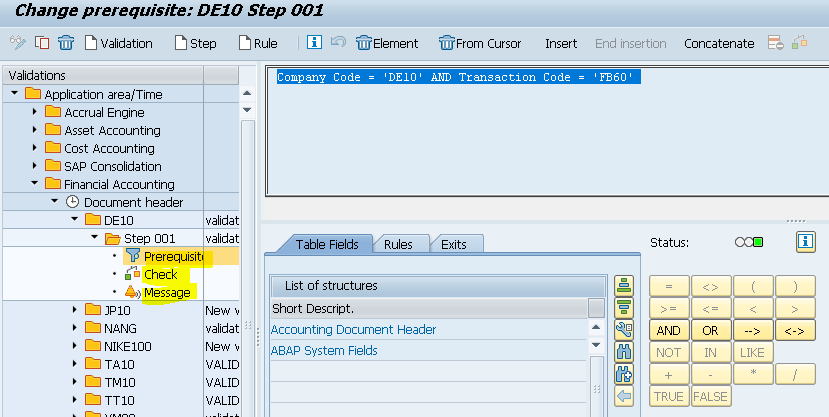 Change prerequisite: DE10 Step 001
Validation Step Rule Element From Cursor Insert End insertion Concatenate
Validations
Application area/Time
Accrual Engine
Asset Accounting
Cost Accounting
SAP Consolidation
Financial Accounting
Document header
DE10 validat
Step 001 validat
Prerequisite
Check
Message
JP10 New v
NANG validat
NIKE100 New v
TA10 VALID
TM10 VALID
TT10 VALID
Company Code = 'DE10' AND Transaction Code = 'FB60'
Table Fields Rules Exits
Status:
List of structures
Short Descript.
Accounting Document Header
ABAP System Fields
= <> ( )
>= <= < >
AND OR --> <->
NOT IN LIKE
+ - * /
TRUE FALSE